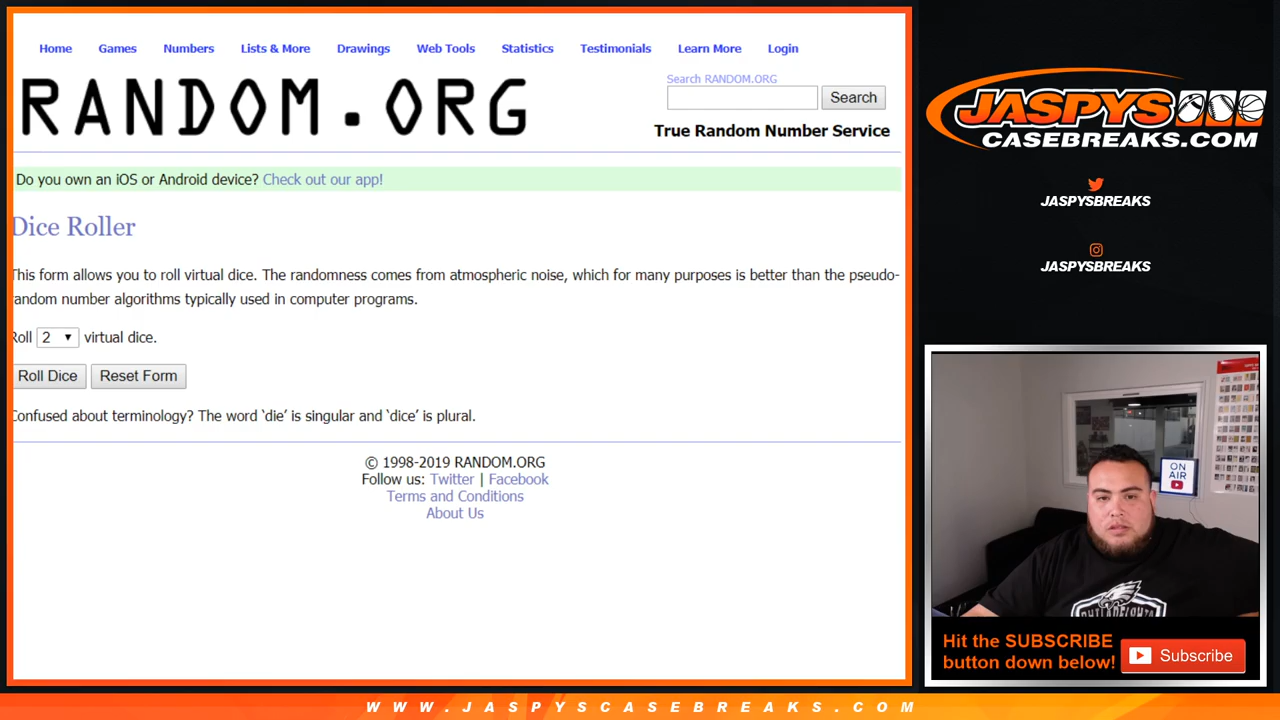 Home Games Numbers Lists & More Drawings Web Tools Statistics Testimonials Learn More Login
RANDOM.ORG
Search RANDOM.ORG
Search
True Random Number Service
Do you own an iOS or Android device? Check out our app!
Dice Roller
This form allows you to roll virtual dice. The randomness comes from atmospheric noise, which for many purposes is better than the pseudo-
random number algorithms typically used in computer programs.
Roll 2 virtual dice.
Roll Dice Reset Form
Confused about terminology? The word ‘die’ is singular and ‘dice’ is plural.
© 1998-2019 RANDOM.ORG
Follow us: Twitter | Facebook
Terms and Conditions
About Us
JASPYS
CASEBREAKS.COM
JASPYSBREAKS
JASPYSBREAKS
ON
AIR
PHILADELPHIA
Hit the SUBSCRIBE
button down below!
Subscribe
WWW.JASPYSCASEBREAKS.COM